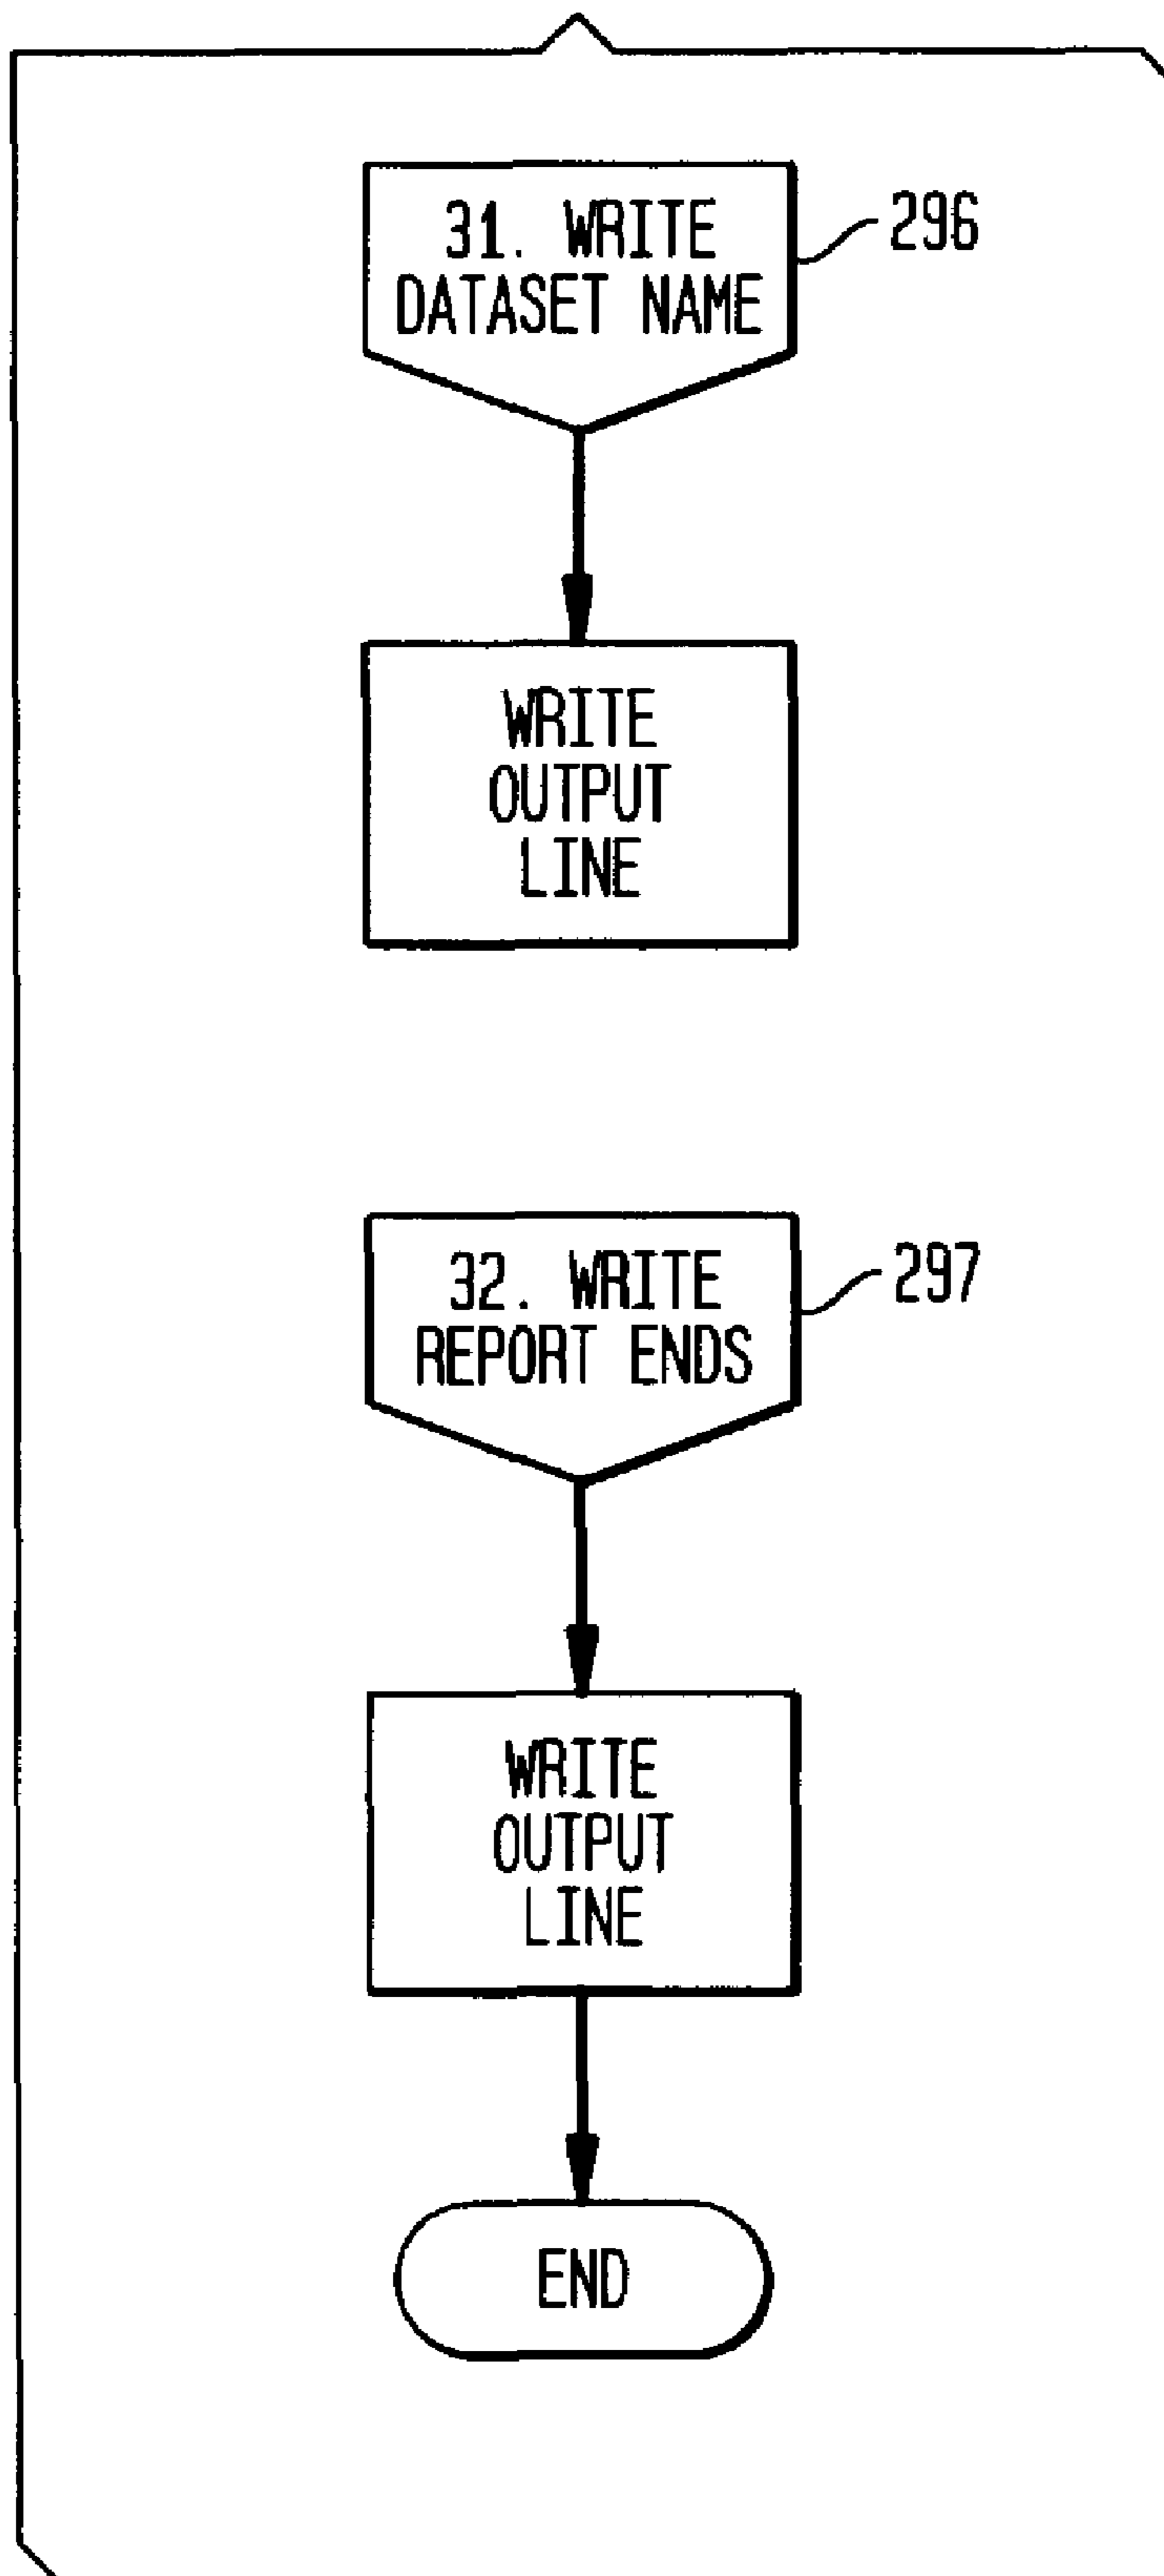 31. WRITE
DATASET NAME
296
WRITE
OUTPUT
LINE
32. WRITE
REPORT ENDS
297
WRITE
OUTPUT
LINE
END